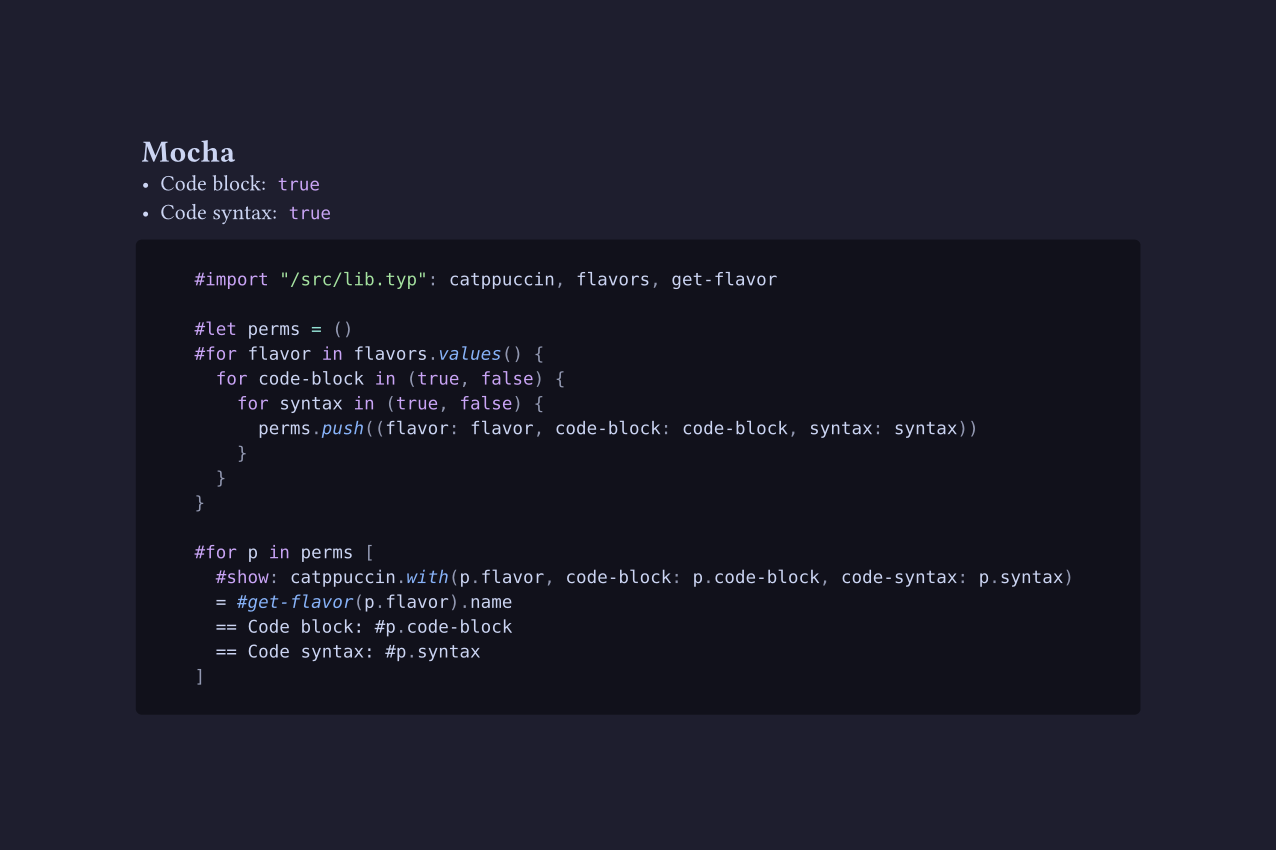 Mocha
• Code block: true
• Code syntax: true
#import "/src/lib.typ": catppuccin, flavors, get-flavor
#let perms = ()
#for flavor in flavors.values() {
  for code-block in (true, false) {
    for syntax in (true, false) {
      perms.push((flavor: flavor, code-block: code-block, syntax: syntax))
    }
  }
}
#for p in perms [
  #show: catppuccin.with(p.flavor, code-block: p.code-block, code-syntax: p.syntax)
  = #get-flavor(p.flavor).name
  == Code block: #p.code-block
  == Code syntax: #p.syntax
]